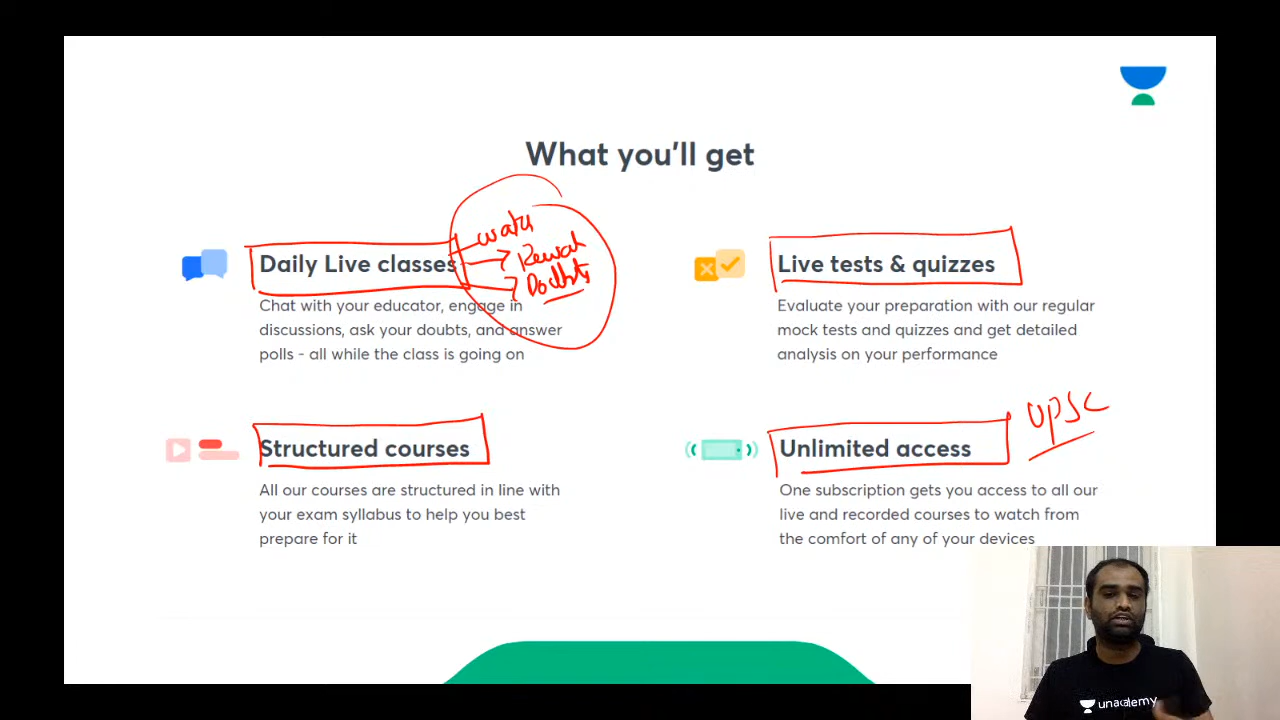 What you'll get
watch
Rewatch
Doubts
Daily Live classes
Chat with your educator, engage in
discussions, ask your doubts, and answer
polls - all while the class is going on
Live tests & quizzes
Evaluate your preparation with our regular
mock tests and quizzes and get detailed
analysis on your performance
Structured courses
All our courses are structured in line with
your exam syllabus to help you best
prepare for it
UPSC
Unlimited access
One subscription gets you access to all our
live and recorded courses to watch from
the comfort of any of your devices
unacademy